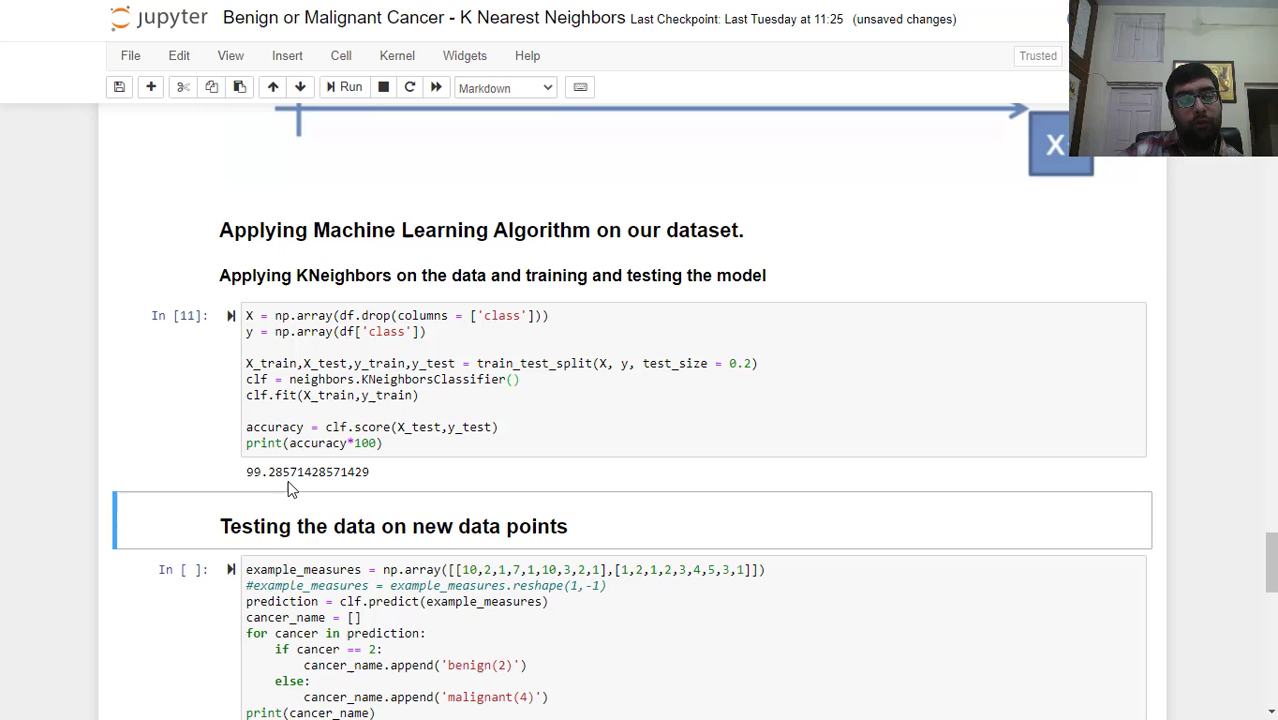 jupyter Benign or Malignant Cancer - K Nearest Neighbors Last Checkpoint: Last Tuesday at 11:25 (unsaved changes)
File Edit View Insert Cell Kernel Widgets Help Trusted
Run Markdown
X
Applying Machine Learning Algorithm on our dataset.
Applying KNeighbors on the data and training and testing the model
In [11]: X = np.array(df.drop(columns = ['class']))
y = np.array(df['class'])
X_train,X_test,y_train,y_test = train_test_split(X, y, test_size = 0.2)
clf = neighbors.KNeighborsClassifier()
clf.fit(X_train,y_train)
accuracy = clf.score(X_test,y_test)
print(accuracy*100)
99.28571428571429
Testing the data on new data points
In [ ]: example_measures = np.array([[10,2,1,7,1,10,3,2,1],[1,2,1,2,3,4,5,3,1]])
#example_measures = example_measures.reshape(1,-1)
prediction = clf.predict(example_measures)
cancer_name = []
for cancer in prediction:
if cancer == 2:
cancer_name.append('benign(2)')
else:
cancer_name.append('malignant(4)')
print(cancer_name)